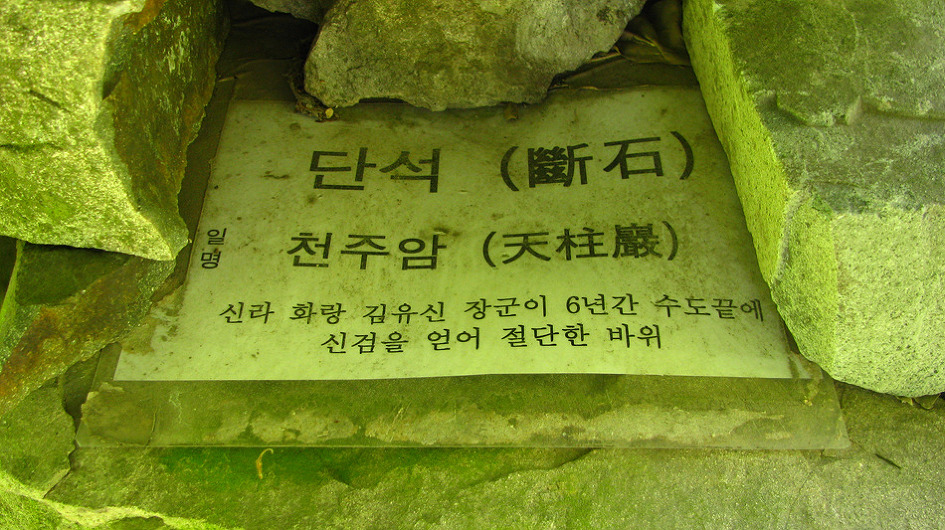 단석 (斷石)
일명 천주암 (天柱巖)
신라 화랑 김유신 장군이 6년간 수도끝에
신검을 얻어 절단한 바위